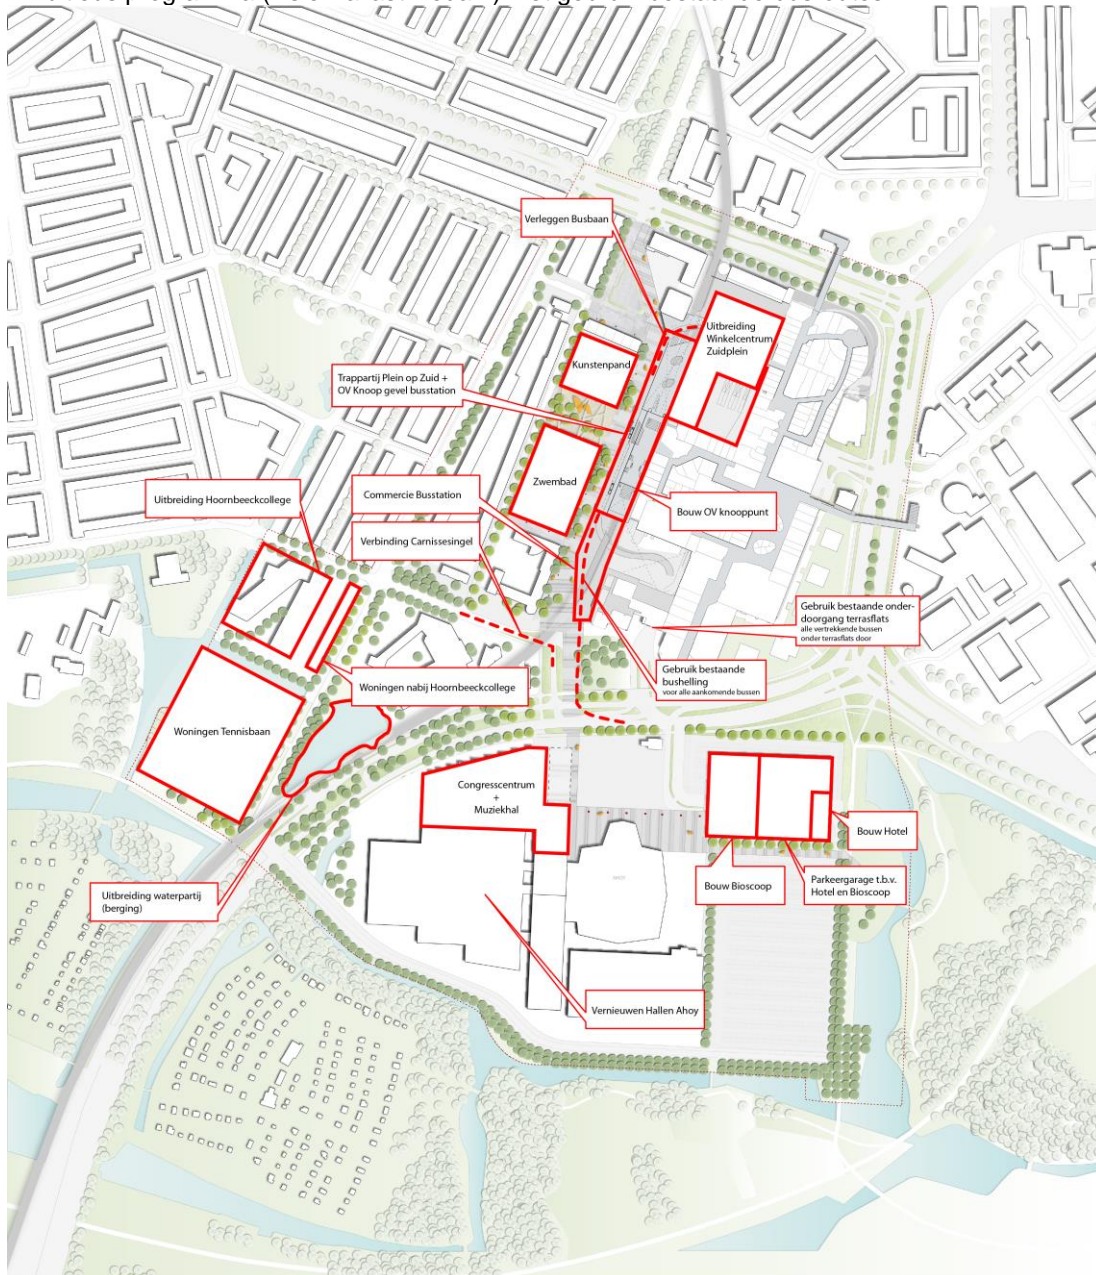 Verleggen Busbaan
Uitbreiding
Winkelcentrum
Zuidplein
Kunstenpand
Trappartij Plein op Zuid +
OV Knoop gevel busstation
Zwembad
Commercie Busstation
Uitbreiding Hoornbeeckcollege
Bouw OV knooppunt
Verbinding Carnissesingel
Gebruik bestaande onder-
doorgang terrasflats
alle vertrekkende bussen
onder terrasflats door
Gebruik bestaande
bushelling
voor alle aankomende bussen
Woningen nabij Hoornbeeckcollege
Woningen Tennisbaan
Congresscentrum
+
Muziekhal
Bouw Hotel
Bouw Bioscoop
Parkeergarage t.b.v.
Hotel en Bioscoop
Uitbreiding waterpartij
(berging)
Vernieuwen Hallen Ahoy